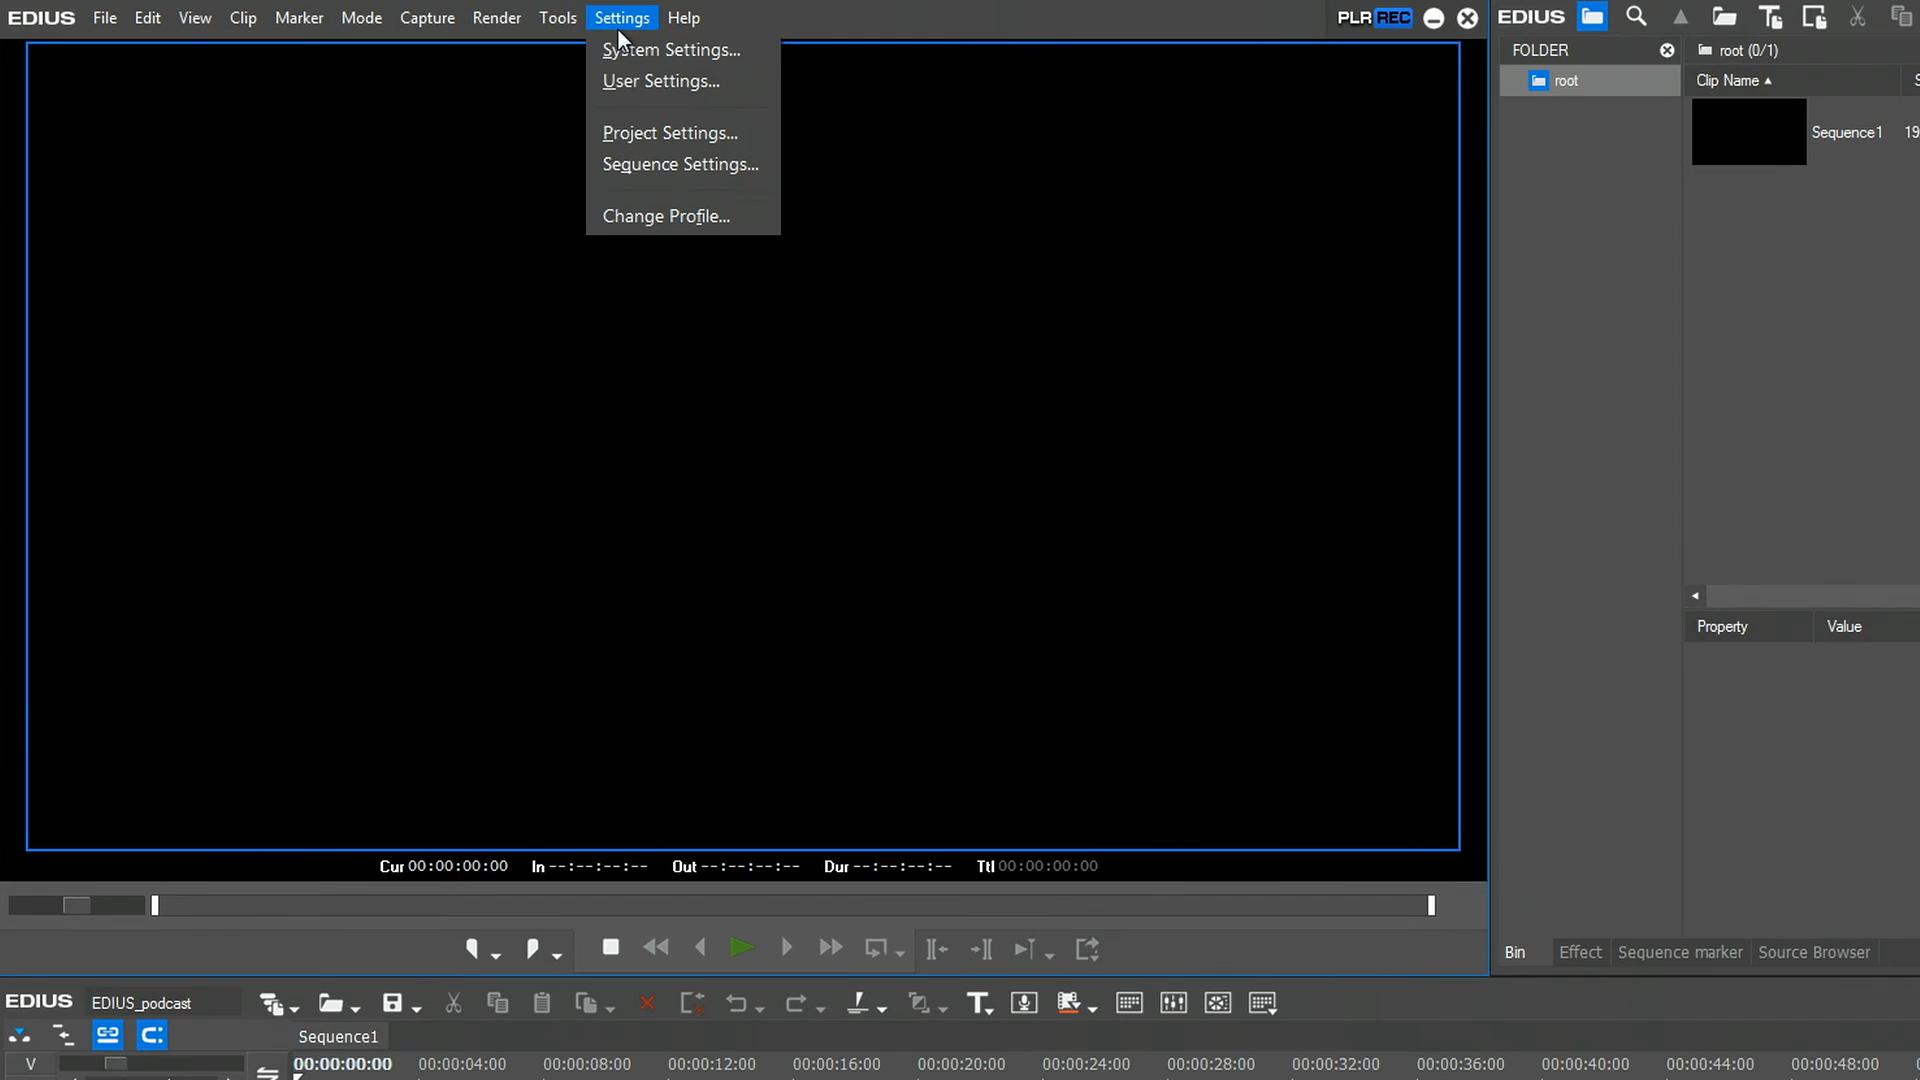 EDIUS File Edit View Clip Marker Mode Capture Render Tools Settings Help PLR REC
System Settings...
User Settings...
Project Settings...
Sequence Settings...
Change Profile...
EDIUS
FOLDER
root
root (0/1)
Clip Name
Sequence1
Property Value
Cur 00:00:00:00 In --:--:--:-- Out --:--:--:-- Dur --:--:--:-- Ttl 00:00:00:00
Bin Effect Sequence marker Source Browser
EDIUS EDIUS_podcast
Sequence1
V 00:00:00:00 00:00:04:00 00:00:08:00 00:00:12:00 00:00:16:00 00:00:20:00 00:00:24:00 00:00:28:00 00:00:32:00 00:00:36:00 00:00:40:00 00:00:44:00 00:00:48:00